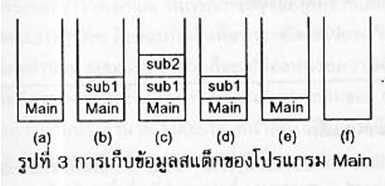 sub2
sub1 sub1 sub1
Main Main Main Main Main
(a) (b) (c) (d) (e) (f)
รูปที่ 3 การเก็บข้อมูลสแต็กของโปรแกรม Main